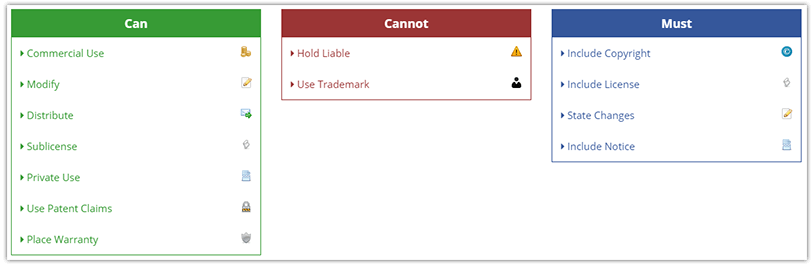 Can
Commercial Use
Modify
Distribute
Sublicense
Private Use
Use Patent Claims
Place Warranty
Cannot
Hold Liable
Use Trademark
Must
Include Copyright
Include License
State Changes
Include Notice